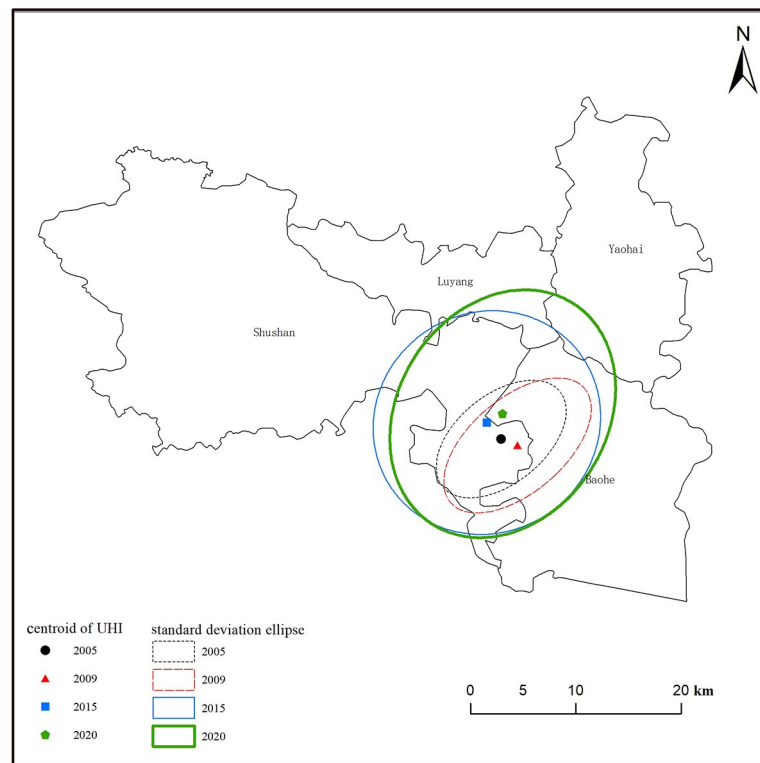 N
Yaohai
Luyang
Shushan
Baohe
centroid of UHI
2005
2009
2015
2020
standard deviation ellipse
2005
2009
2015
2020
0 5 10 20 km